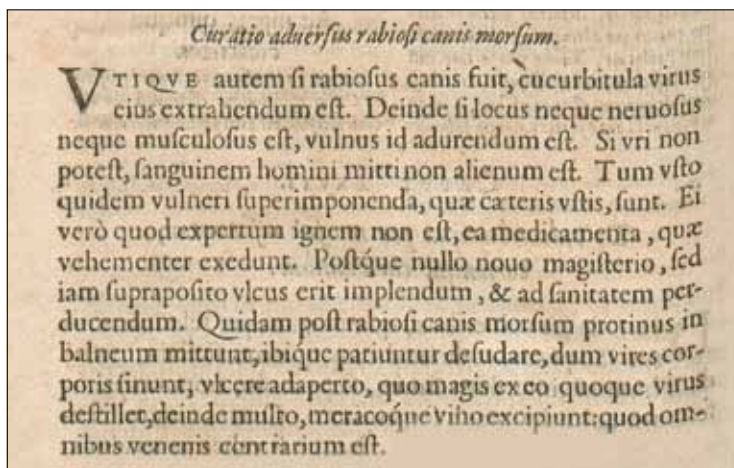 Curatio aduersus rabiosi canis morsum.
VTIQVE autem si rabiosus canis fuit, cucurbitula virus
eius extrahendum est. Deinde si locus neque neruosus
neque musculosus est, vulnus id adurendum est. Si vri non
potest, sanguinem homini mitti non alienum est. Tum vsto
quidem vulneri superimponenda, quæ cæteris vstis, sunt. Ei
verò quod expertum ignem non est, ea medicamenta, quæ
vehementer exedunt. Postque nullo nouo magisterio, sed
iam supraposito vlcus erit implendum, & ad sanitatem per-
ducendum. Quidam post rabiosi canis morsum protinus in
balneum mittunt, ibique patiuntur desudare, dum vires cor-
poris sinunt, vlcere adaperto, quo magis ex eo quoque virus
destillet, deinde multo, meracoque vino excipiunt: quod om-
nibus venenis contrarium est.